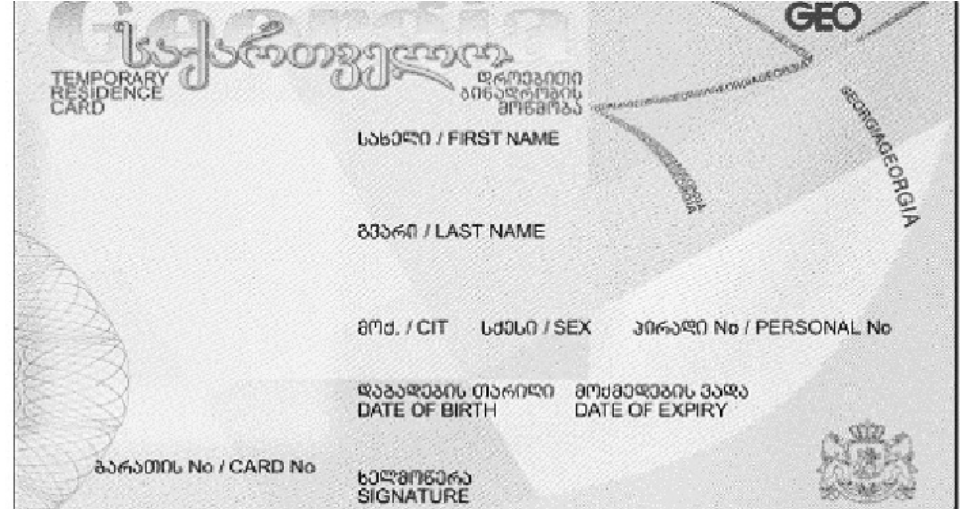 Georgia
GEO
საქართველო
TEMPORARY RESIDENCE CARD
დროებითი ბინადრობის მოწმობა
GEORGIAGEORGIA
სახელი / FIRST NAME
გვარი / LAST NAME
მოქ. / CIT სქესი / SEX პირადი No / PERSONAL No
დაბადების თარიღი მოქმედების ვადა
DATE OF BIRTH DATE OF EXPIRY
ბარათის No / CARD No
ხელმოწერა
SIGNATURE